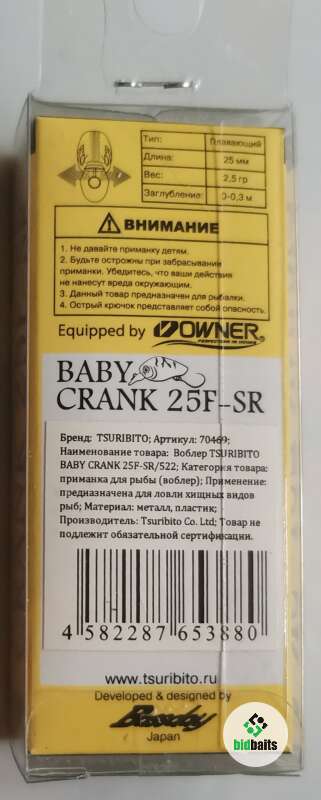 Тип: Плавающий
Длина: 25 мм
Вес: 2,5 гр
Заглубление: 0-0,3 м
ВНИМАНИЕ
1. Не давайте приманку детям.
2. Будьте осторожны при забрасывании
приманки. Убедитесь, что ваши действия
не нанесут вреда окружающим.
3. Данный товар предназначен для рыбалки.
4. Острый крючок представляет собой опасность.
Equipped by OWNER
BABY
CRANK 25F-SR
Бренд: TSURIBITO; Артикул: 70469;
Наименование товара: Воблер TSURIBITO
BABY CRANK 25F-SR/522; Категория товара:
приманка для рыбы (воблер); Применение:
предназначена для ловли хищных видов
рыб; Материал: металл, пластик;
Производитель: Tsuribito Co. Ltd; Товар не
подлежит обязательной сертификации.
4 582287 653880
www.tsuribito.ru
Developed & designed by
Japan
bidbaits